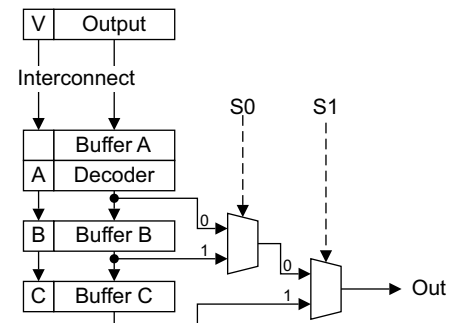 V Output
Interconnect
S0 S1
Buffer A
A Decoder
0
B Buffer B
1
0
C Buffer C
1
Out